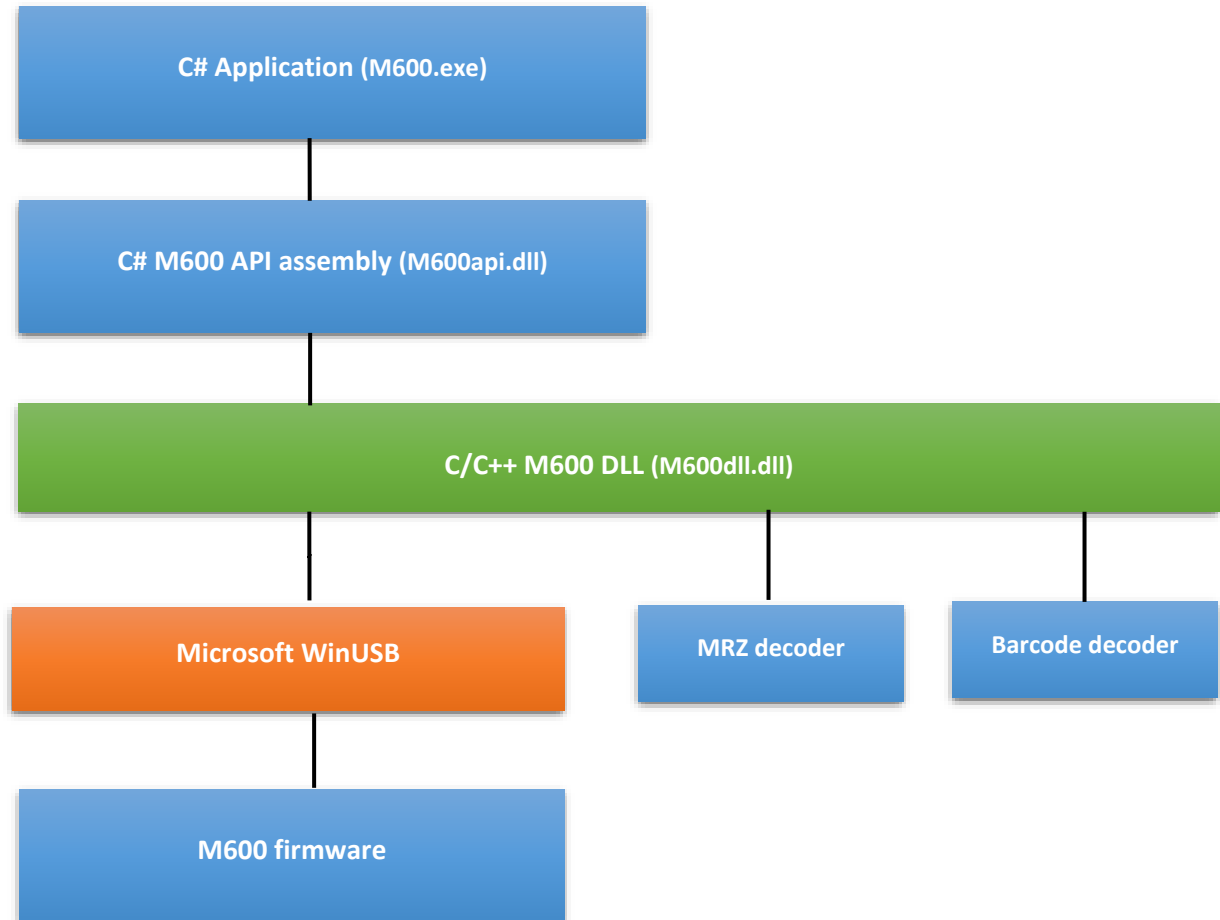 C# Application (M600.exe)
C# M600 API assembly (M600api.dll)
C/C++ M600 DLL (M600dll.dll)
Microsoft WinUSB
MRZ decoder
Barcode decoder
M600 firmware